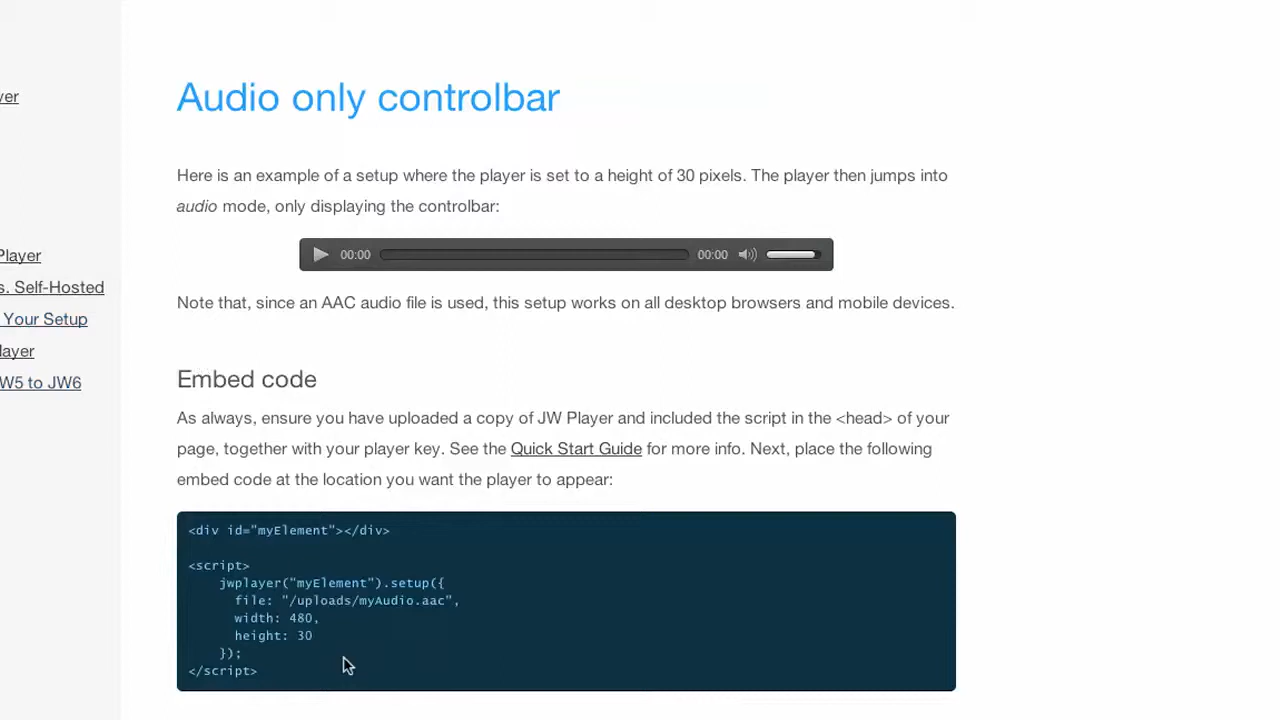 Audio only controlbar
yer
Here is an example of a setup where the player is set to a height of 30 pixels. The player then jumps into
audio mode, only displaying the controlbar:
Player
00:00 00:00
s. Self-Hosted
Note that, since an AAC audio file is used, this setup works on all desktop browsers and mobile devices.
Your Setup
layer
W5 to JW6
Embed code
As always, ensure you have uploaded a copy of JW Player and included the script in the <head> of your
page, together with your player key. See the Quick Start Guide for more info. Next, place the following
embed code at the location you want the player to appear:
<div id="myElement"></div>
<script>
jwplayer("myElement").setup({
file: "/uploads/myAudio.aac",
width: 480,
height: 30
});
</script>